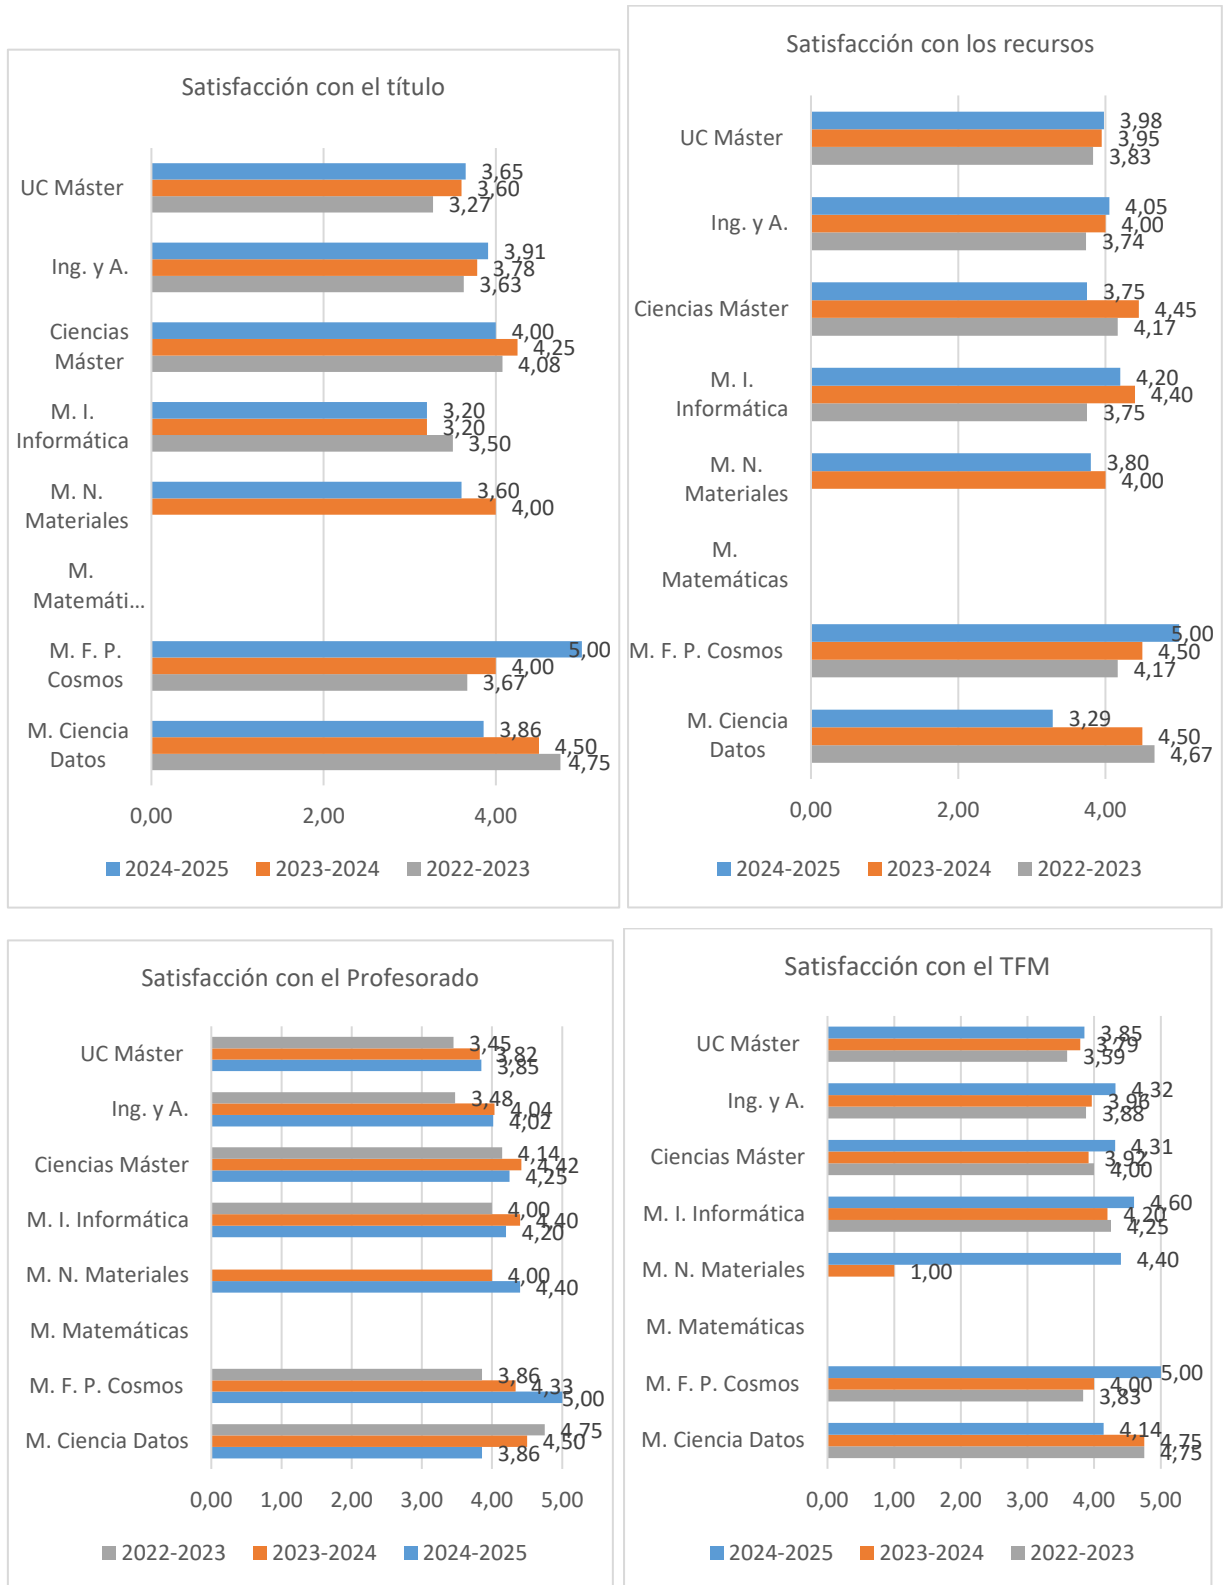 Satisfacción con el título
UC Máster
3,65
3,60
3,27
Ing. y A.
3,91
3,78
3,63
Ciencias
Máster
4,00
4,25
4,08
M. I.
Informática
3,20
3,20
3,50
M. N.
Materiales
3,60
4,00
M.
Matemáti...
M. F. P.
Cosmos
5,00
4,00
3,67
M. Ciencia
Datos
3,86
4,50
4,75
0,00 2,00 4,00
2024-2025 2023-2024 2022-2023
Satisfacción con los recursos
UC Máster
3,98
3,95
3,83
Ing. y A.
4,05
4,00
3,74
Ciencias Máster
3,75
4,45
4,17
M. I.
Informática
4,20
4,40
3,75
M. N.
Materiales
3,80
4,00
M.
Matemáticas
M. F. P. Cosmos
5,00
4,50
4,17
M. Ciencia
Datos
3,29
4,50
4,67
0,00 2,00 4,00
2024-2025 2023-2024 2022-2023
Satisfacción con el Profesorado
UC Máster
3,45
3,82
3,85
Ing. y A.
3,48
4,04
4,02
Ciencias Máster
4,14
4,42
4,25
M. I. Informática
4,00
4,40
4,20
M. N. Materiales
4,00
4,40
M. Matemáticas
M. F. P. Cosmos
3,86
4,33
5,00
M. Ciencia Datos
4,75
4,50
3,86
0,00 1,00 2,00 3,00 4,00 5,00
2022-2023 2023-2024 2024-2025
Satisfacción con el TFM
UC Máster
3,85
3,79
3,59
Ing. y A.
4,32
3,96
3,88
Ciencias Máster
4,31
3,92
4,00
M. I. Informática
4,60
4,20
4,25
M. N. Materiales
4,40
1,00
M. Matemáticas
M. F. P. Cosmos
5,00
4,00
3,83
M. Ciencia Datos
4,14
4,75
4,75
0,00 1,00 2,00 3,00 4,00 5,00
2024-2025 2023-2024 2022-2023